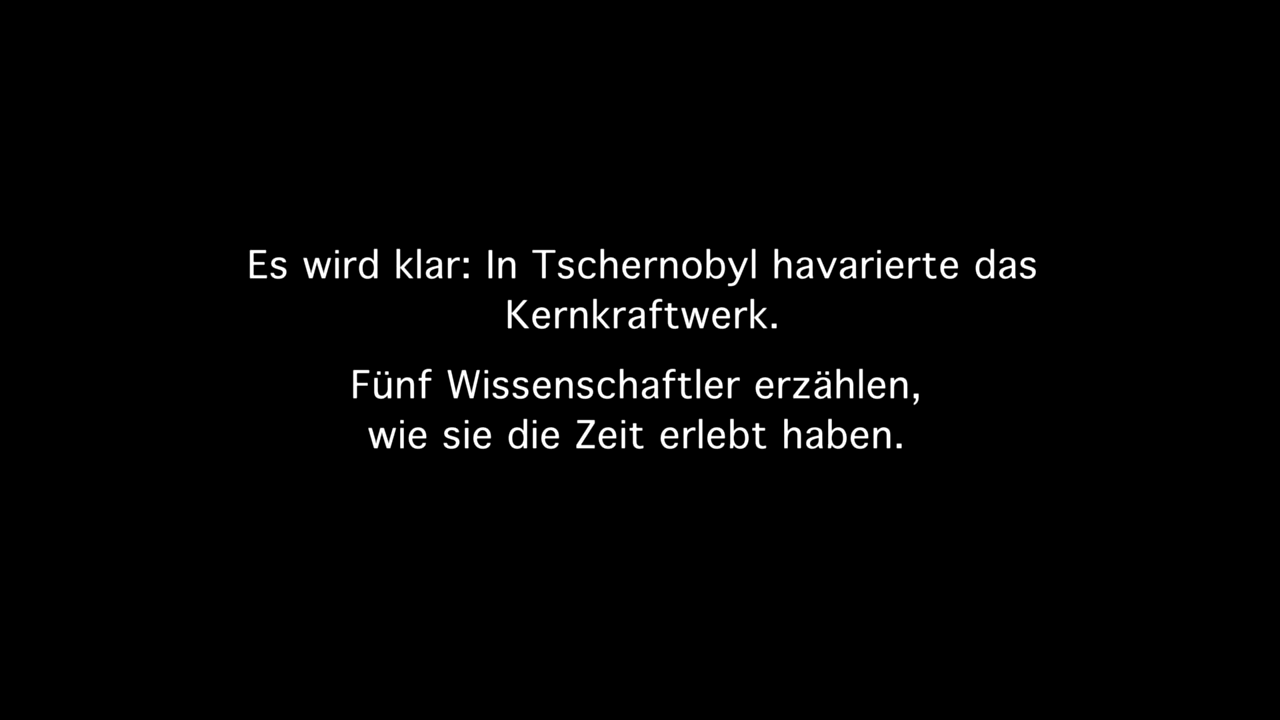 Es wird klar: In Tschernobyl havarierte das
Kernkraftwerk.
Fünf Wissenschaftler erzählen,
wie sie die Zeit erlebt haben.